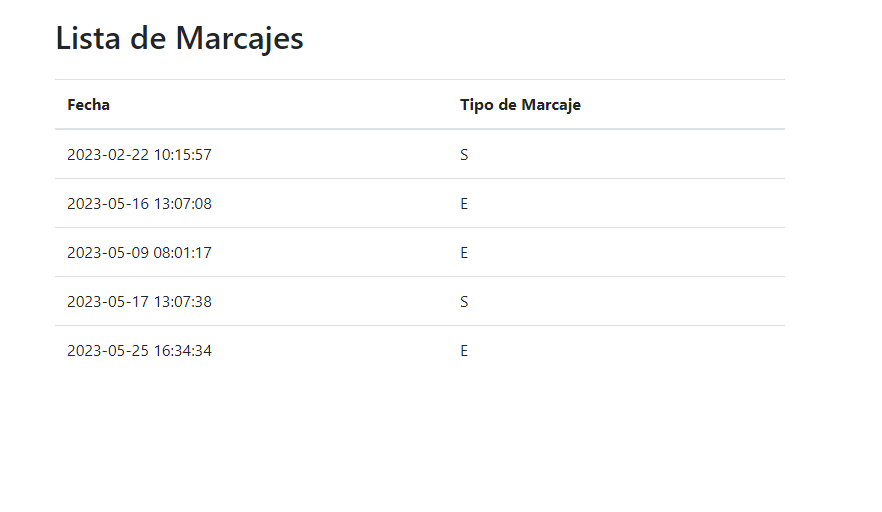 Lista de Marcajes
Fecha Tipo de Marcaje
2023-02-22 10:15:57 S
2023-05-16 13:07:08 E
2023-05-09 08:01:17 E
2023-05-17 13:07:38 S
2023-05-25 16:34:34 E